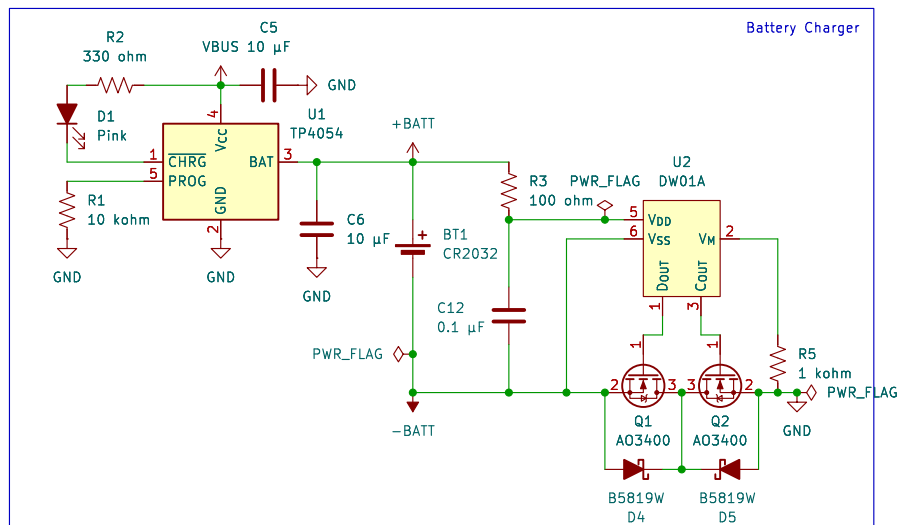 Battery Charger
R2
330 ohm
C5
VBUS 10 µF
GND
D1
Pink
4
VCC
U1
TP4054
1
CHRG
BAT
3
5
PROG
GND
2
R1
10 kohm
GND
GND
+BATT
C6
10 µF
GND
BT1
CR2032
PWR_FLAG
-BATT
R3
100 ohm
PWR_FLAG
C12
0.1 µF
U2
DW01A
5
VDD
6
VSS
VM
2
DOUT
COUT
1
3
1
1
2
3
3
2
Q1
AO3400
Q2
AO3400
R5
1 kohm
PWR_FLAG
GND
B5819W
D4
B5819W
D5